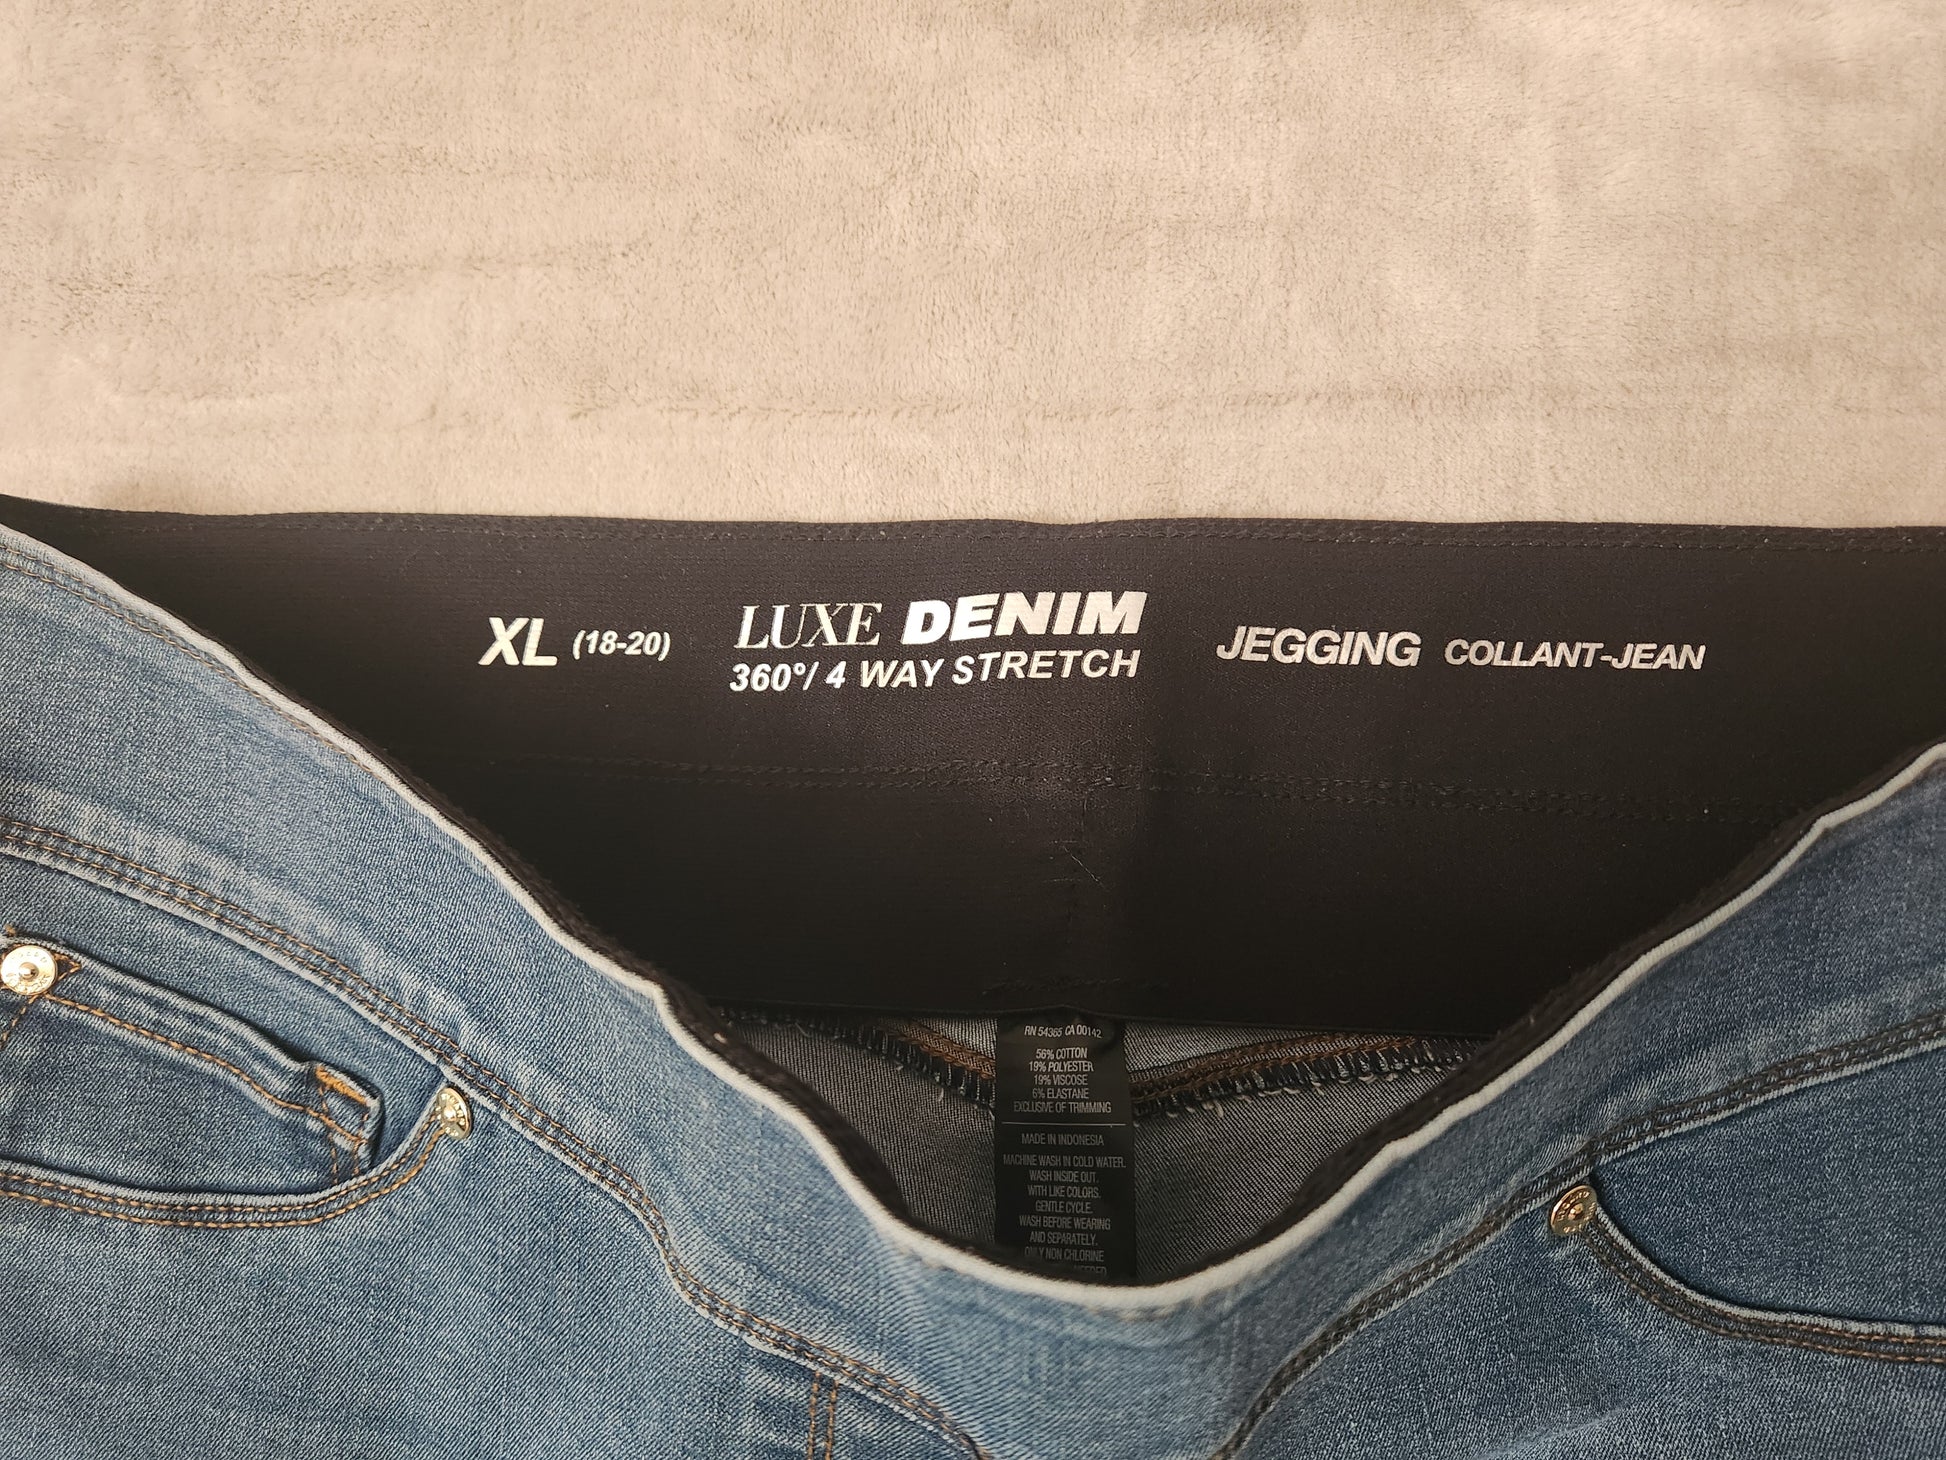 XL (18-20)
LUXE DENIM
360°/ 4 WAY STRETCH
JEGGING COLLANT-JEAN
RN 54365 CA 00142
56% COTTON
19% POLYESTER
19% VISCOSE
6% ELASTANE
EXCLUSIVE OF TRIMMING
MADE IN INDONESIA
MACHINE WASH IN COLD WATER.
WASH INSIDE OUT.
WITH LIKE COLORS.
GENTLE CYCLE.
WASH BEFORE WEARING
AND SEPARATELY.
ONLY NON CHLORINE
NEEDED